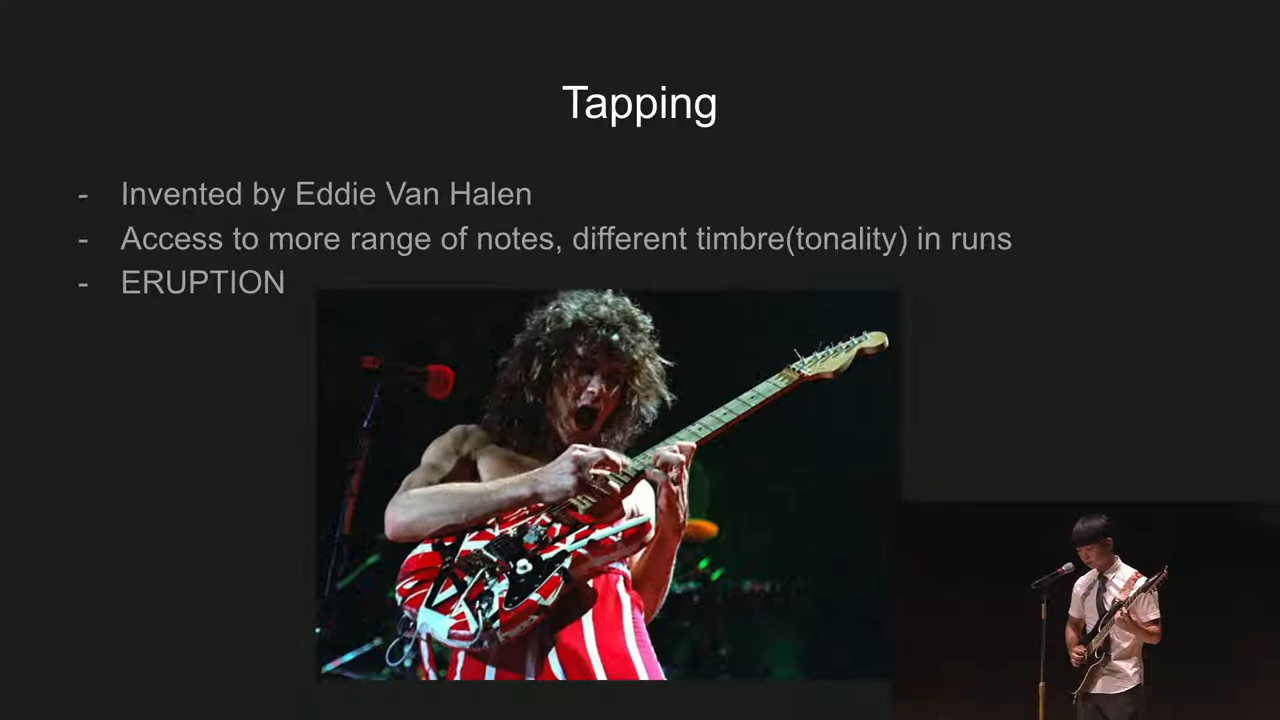 Tapping
- Invented by Eddie Van Halen
- Access to more range of notes, different timbre(tonality) in runs
- ERUPTION